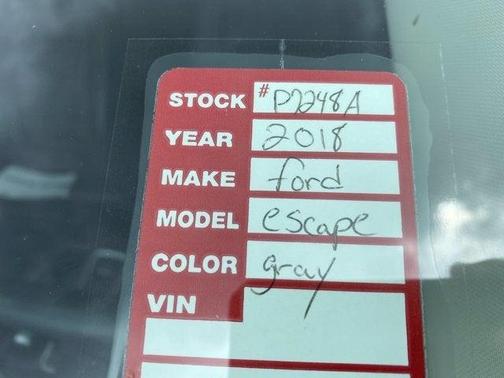 STOCK # P2248A
YEAR 2018
MAKE ford
MODEL escape
COLOR gray
VIN